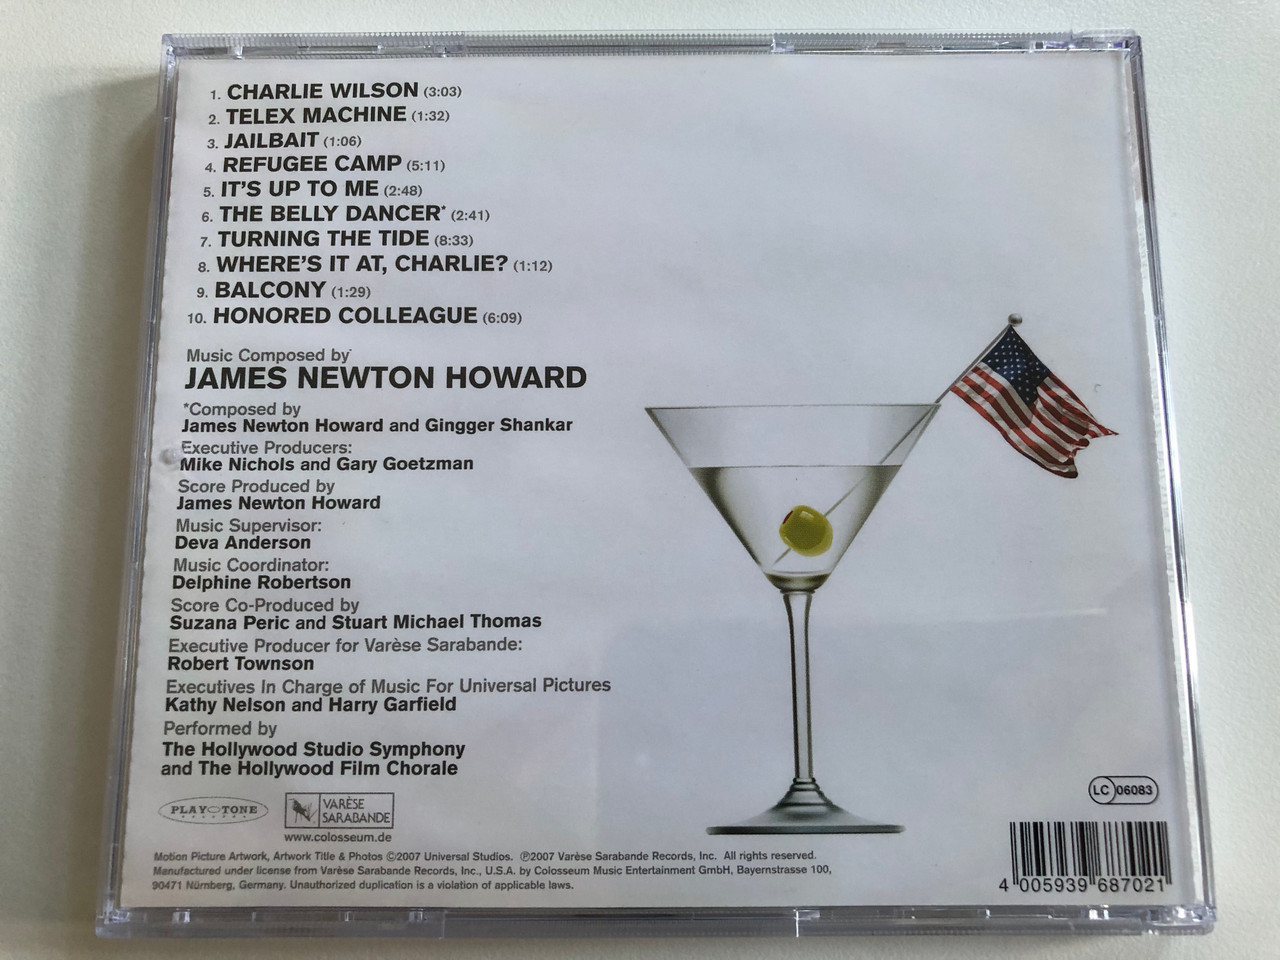 1. CHARLIE WILSON (3:03)
2. TELEX MACHINE (1:32)
3. JAILBAIT (1:06)
4. REFUGEE CAMP (5:11)
5. IT'S UP TO ME (2:48)
6. THE BELLY DANCER* (2:41)
7. TURNING THE TIDE (8:33)
8. WHERE'S IT AT, CHARLIE? (1:12)
9. BALCONY (1:29)
10. HONORED COLLEAGUE (6:09)
Music Composed by
JAMES NEWTON HOWARD
*Composed by
James Newton Howard and Gingger Shankar
Executive Producers:
Mike Nichols and Gary Goetzman
Score Produced by
James Newton Howard
Music Supervisor:
Deva Anderson
Music Coordinator:
Delphine Robertson
Score Co-Produced by
Suzana Peric and Stuart Michael Thomas
Executive Producer for Varèse Sarabande:
Robert Townson
Executives In Charge of Music For Universal Pictures
Kathy Nelson and Harry Garfield
Performed by
The Hollywood Studio Symphony
and The Hollywood Film Chorale
PLAY-TONE
RECORDS
VARÈSE
SARABANDE
www.colosseum.de
LC 06083
Motion Picture Artwork, Artwork Title & Photos ©2007 Universal Studios. ℗2007 Varèse Sarabande Records, Inc. All rights reserved.
Manufactured under license from Varèse Sarabande Records, Inc., U.S.A. by Colosseum Music Entertainment GmbH, Bayernstrasse 100,
90471 Nürnberg, Germany. Unauthorized duplication is a violation of applicable laws.
4 005939 687021